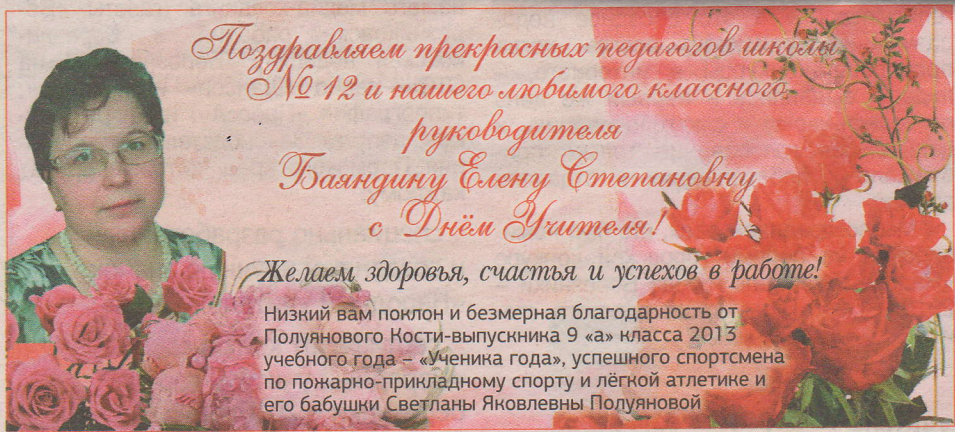 Поздравляем прекрасных педагогов школы
№ 12 и нашего любимого классного
руководителя
Баяндину Елену Степановну
с Днём Учителя!
Желаем здоровья, счастья и успехов в работе!
Низкий вам поклон и безмерная благодарность от
Полуянового Кости-выпускника 9 «а» класса 2013
учебного года – «Ученика года», успешного спортсмена
по пожарно-прикладному спорту и лёгкой атлетике и
его бабушки Светланы Яковлевны Полуяновой